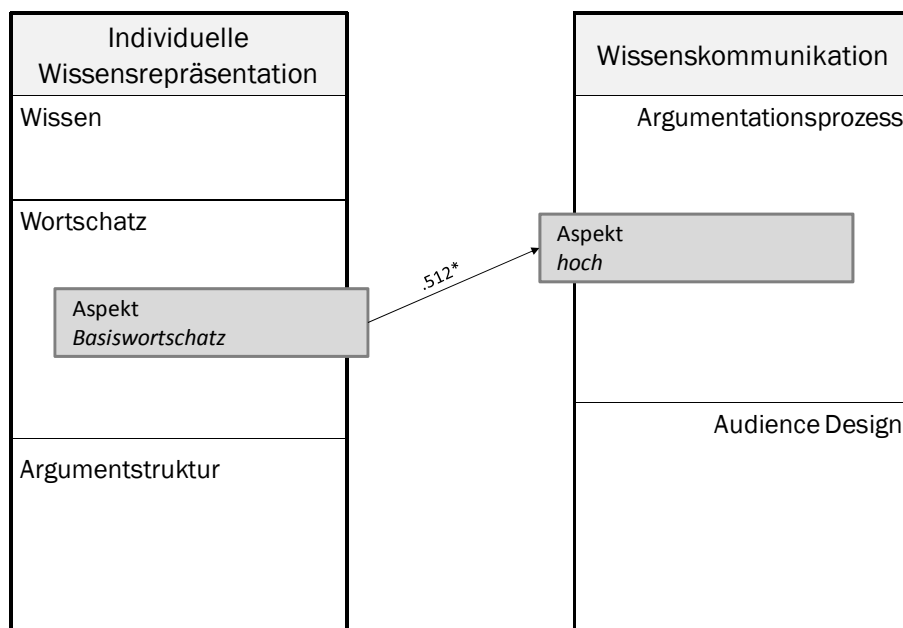 Individuelle
Wissensrepräsentation
Wissen
Wortschatz
Aspekt
Basiswortschatz
Argumentstruktur
.512*
Wissenskommunikation
Argumentationsprozess
Aspekt
hoch
Audience Design